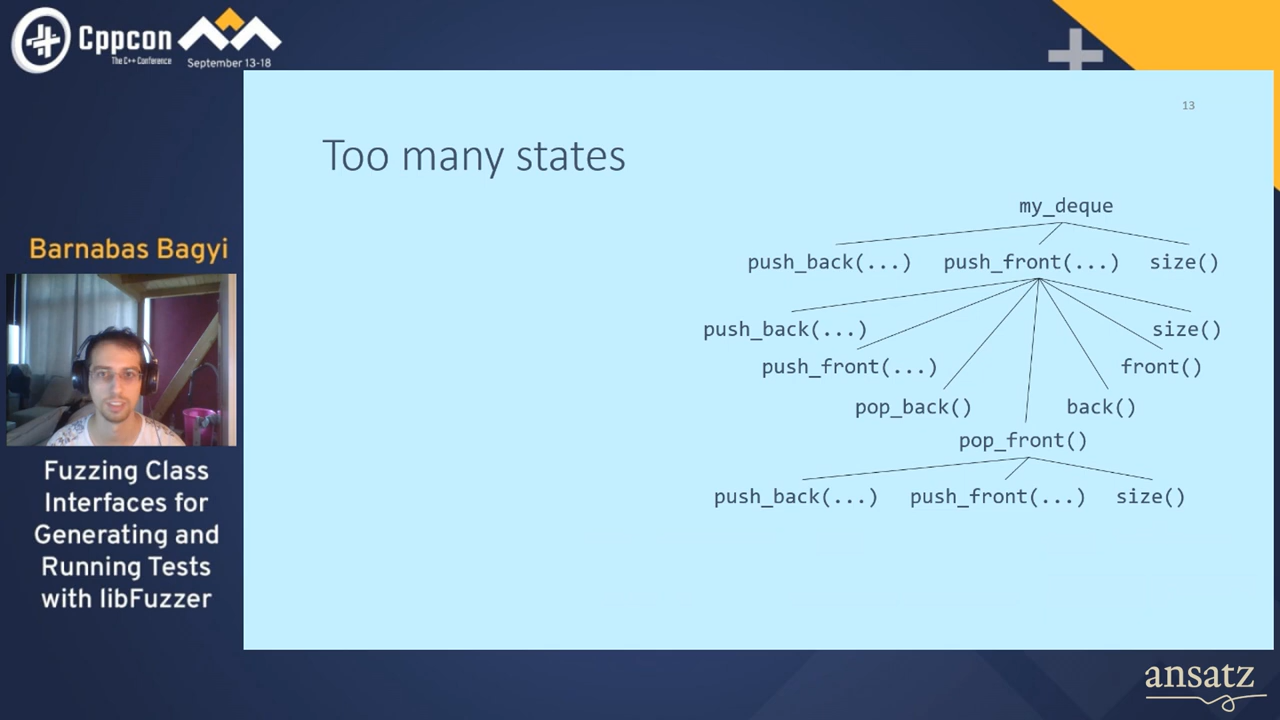 Cppcon
The C++ Conference
September 13-18
13
Too many states
my_deque
push_back(...) push_front(...) size()
push_back(...) size()
push_front(...) front()
pop_back() back()
pop_front()
push_back(...) push_front(...) size()
Barnabas Bagyi
Fuzzing Class
Interfaces for
Generating and
Running Tests
with libFuzzer
ansatz